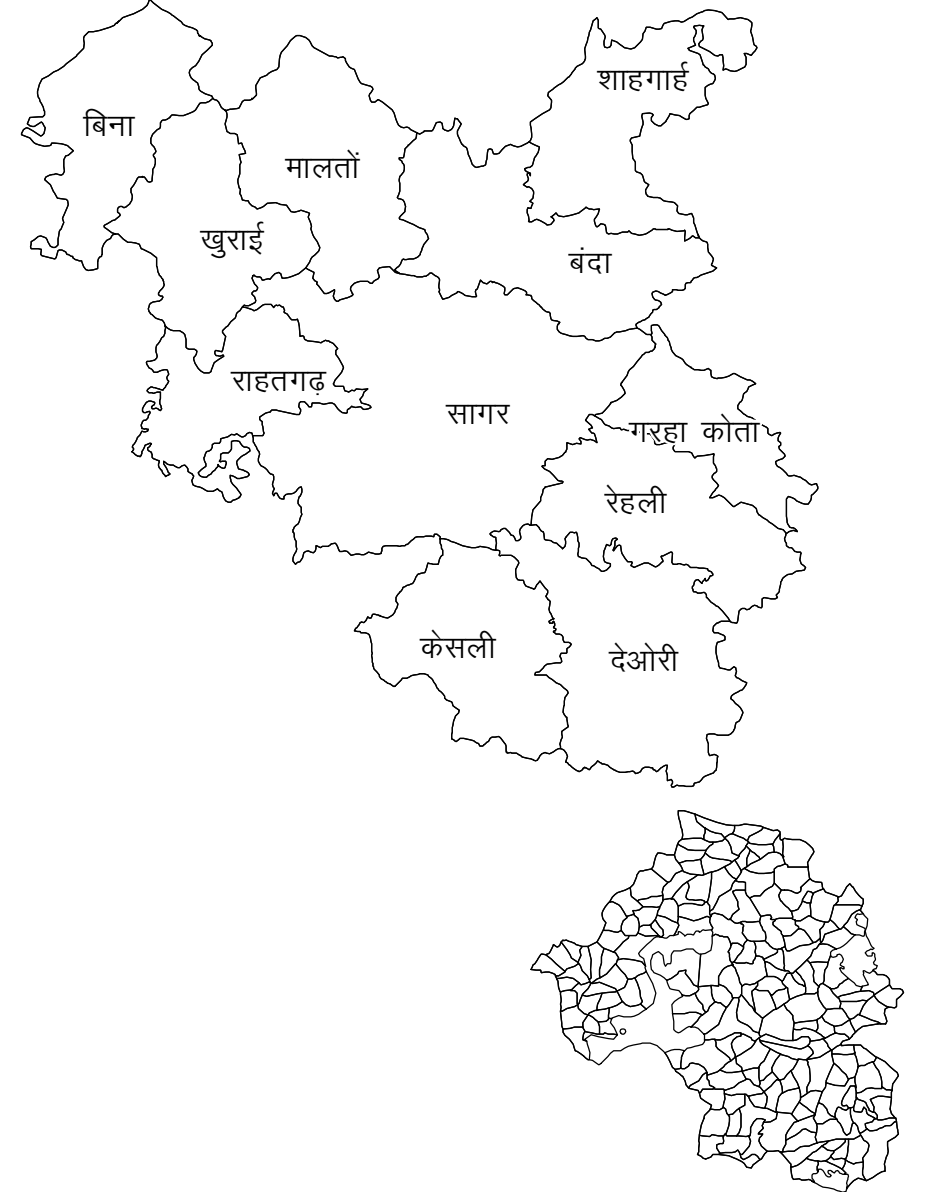 शाहगार्ह
बिना
मालतों
खुराई
बंदा
राहतगढ़
सागर
गरहा कोता
रेहली
केसली
देओरी